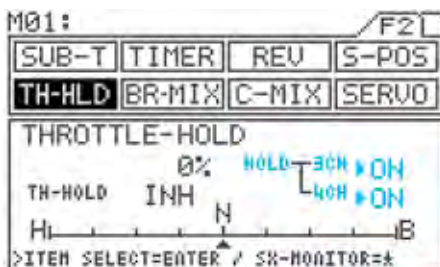 M01: F2
SUB-T TIMER REV S-POS
TH-HLD BR-MIX C-MIX SERVO
THROTTLE-HOLD
0% HOLD 3CH ▸ON
TH-HOLD INH 4CH ▸ON
N
H B
>ITEM SELECT=ENTER / SX-MONITOR=*